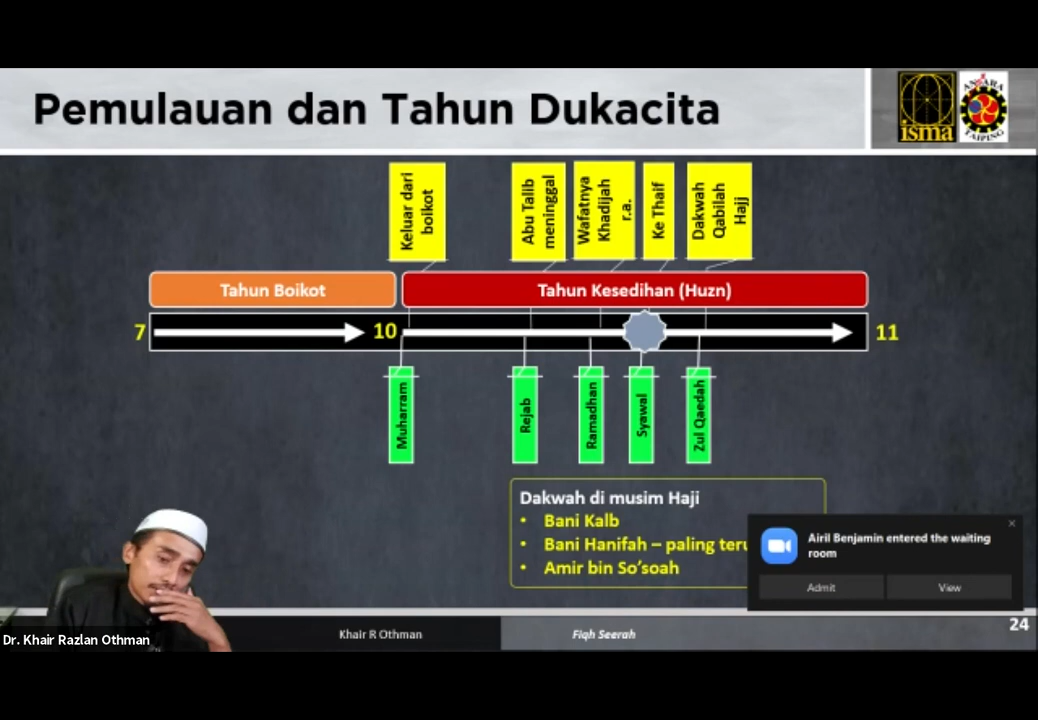 Pemulauan dan Tahun Dukacita
isma
TAIPING
Keluar dari
boikot
Abu Talib
meninggal
Wafatnya
Khadijah
r.a.
Ke Thaif
Dakwah
Qabilah
Hajj
Tahun Boikot
Tahun Kesedihan (Huzn)
7
10
11
Muharram
Rejab
Ramadhan
Syawal
Zul Qaedah
Dakwah di musim Haji
• Bani Kalb
• Bani Hanifah – paling teru
• Amir bin So'soah
Airil Benjamin entered the waiting
room
Admit
View
Dr. Khair Razlan Othman
Khair R Othman
Fiqh Seerah
24